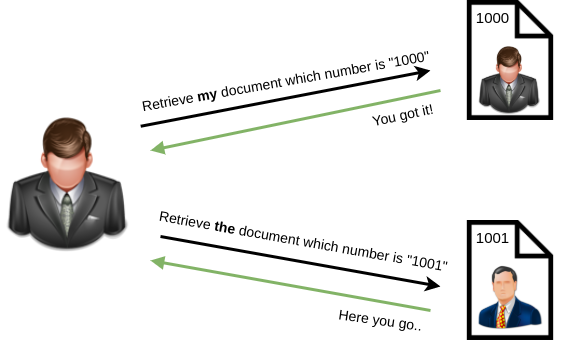 1000
Retrieve my document which number is "1000"
You got it!
Retrieve the document which number is "1001"
1001
Here you go..